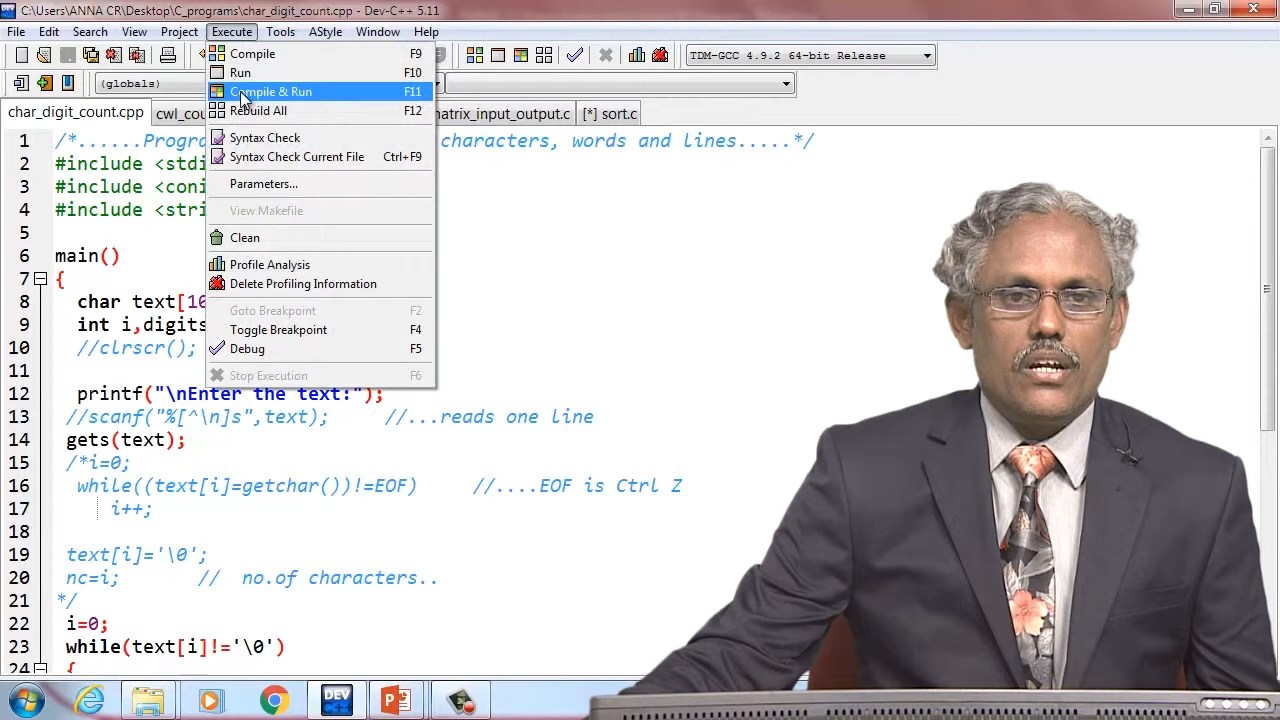 C:\Users\ANNA CR\Desktop\C_programs\char_digit_count.cpp - Dev-C++ 5.11
File Edit Search View Project Execute Tools AStyle Window Help
TDM-GCC 4.9.2 64-bit Release
(globals)
char_digit_count.cpp cwl_cou matrix_input_output.c [*] sort.c
Compile F9
Run F10
Compile & Run F11
Rebuild All F12
Syntax Check
Syntax Check Current File Ctrl+F9
Parameters...
View Makefile
Clean
Profile Analysis
Delete Profiling Information
Goto Breakpoint F2
Toggle Breakpoint F4
Debug F5
Stop Execution F6
1 /*......Progra characters, words and lines.....*/
2 #include <stdi
3 #include <coni
4 #include <stri
5
6 main()
7 {
8 char text[10
9 int i,digits
10 //clrscr();
11
12 printf("\nEnter the text:");
13 //scanf("%[^\n]s",text); //...reads one line
14 gets(text);
15 /*i=0;
16 while((text[i]=getchar())!=EOF) //....EOF is Ctrl Z
17 i++;
18
19 text[i]='\0';
20 nc=i; // no.of characters..
21 */
22 i=0;
23 while(text[i]!='\0')
24 {
DEV C++